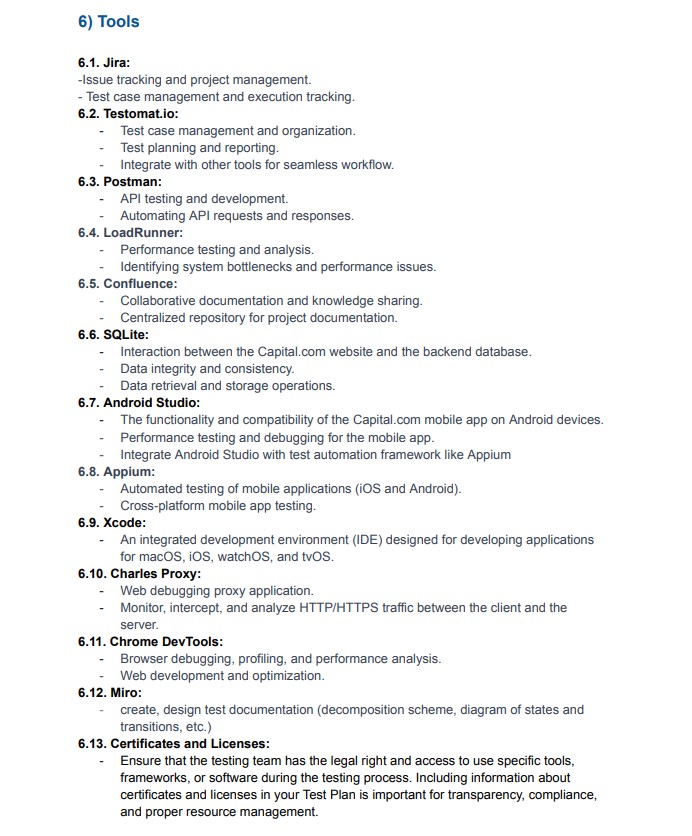 6) Tools
6.1. Jira:
-Issue tracking and project management.
- Test case management and execution tracking.
6.2. Testomat.io:
- Test case management and organization.
- Test planning and reporting.
- Integrate with other tools for seamless workflow.
6.3. Postman:
- API testing and development.
- Automating API requests and responses.
6.4. LoadRunner:
- Performance testing and analysis.
- Identifying system bottlenecks and performance issues.
6.5. Confluence:
- Collaborative documentation and knowledge sharing.
- Centralized repository for project documentation.
6.6. SQLite:
- Interaction between the Capital.com website and the backend database.
- Data integrity and consistency.
- Data retrieval and storage operations.
6.7. Android Studio:
- The functionality and compatibility of the Capital.com mobile app on Android devices.
- Performance testing and debugging for the mobile app.
- Integrate Android Studio with test automation framework like Appium
6.8. Appium:
- Automated testing of mobile applications (iOS and Android).
- Cross-platform mobile app testing.
6.9. Xcode:
- An integrated development environment (IDE) designed for developing applications
for macOS, iOS, watchOS, and tvOS.
6.10. Charles Proxy:
- Web debugging proxy application.
- Monitor, intercept, and analyze HTTP/HTTPS traffic between the client and the
server.
6.11. Chrome DevTools:
- Browser debugging, profiling, and performance analysis.
- Web development and optimization.
6.12. Miro:
- create, design test documentation (decomposition scheme, diagram of states and
transitions, etc.)
6.13. Certificates and Licenses:
- Ensure that the testing team has the legal right and access to use specific tools,
frameworks, or software during the testing process. Including information about
certificates and licenses in your Test Plan is important for transparency, compliance,
and proper resource management.